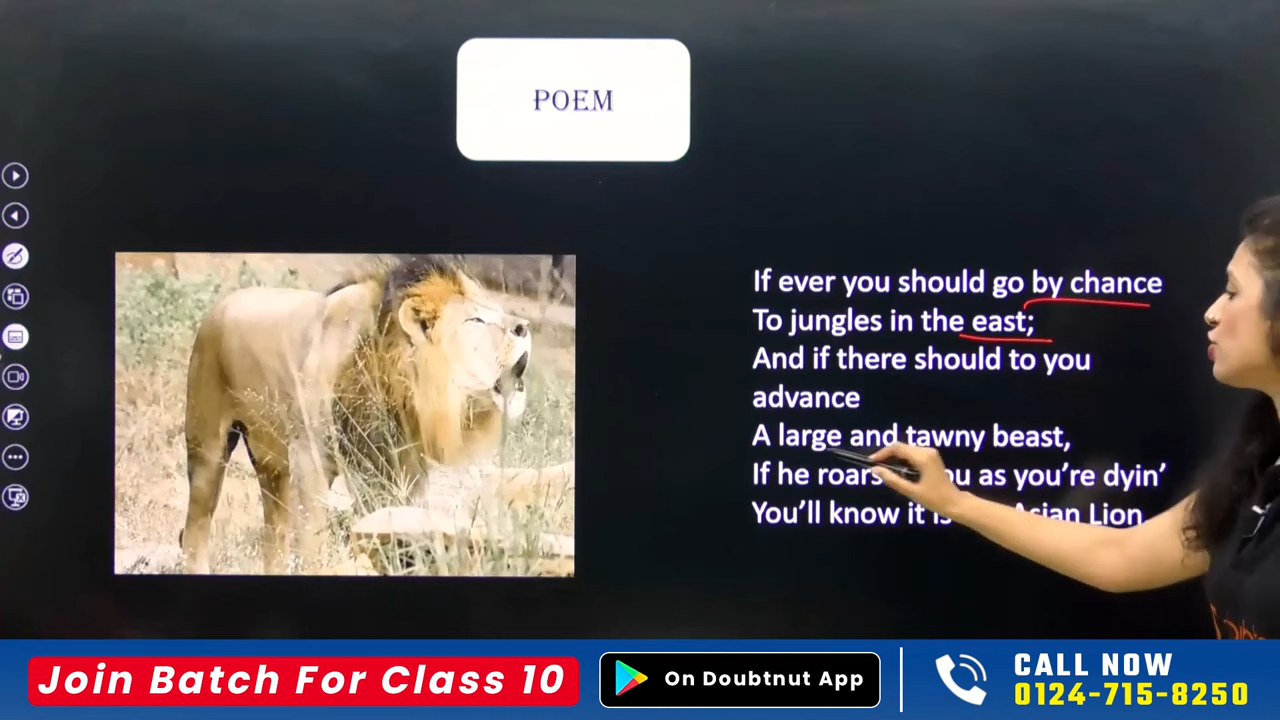 POEM
If ever you should go by chance
To jungles in the east;
And if there should to you
advance
A large and tawny beast,
If he roars you as you're dyin'
You'll know it is Asian Lion
Join Batch For Class 10
On Doubtnut App
CALL NOW
0124-715-8250